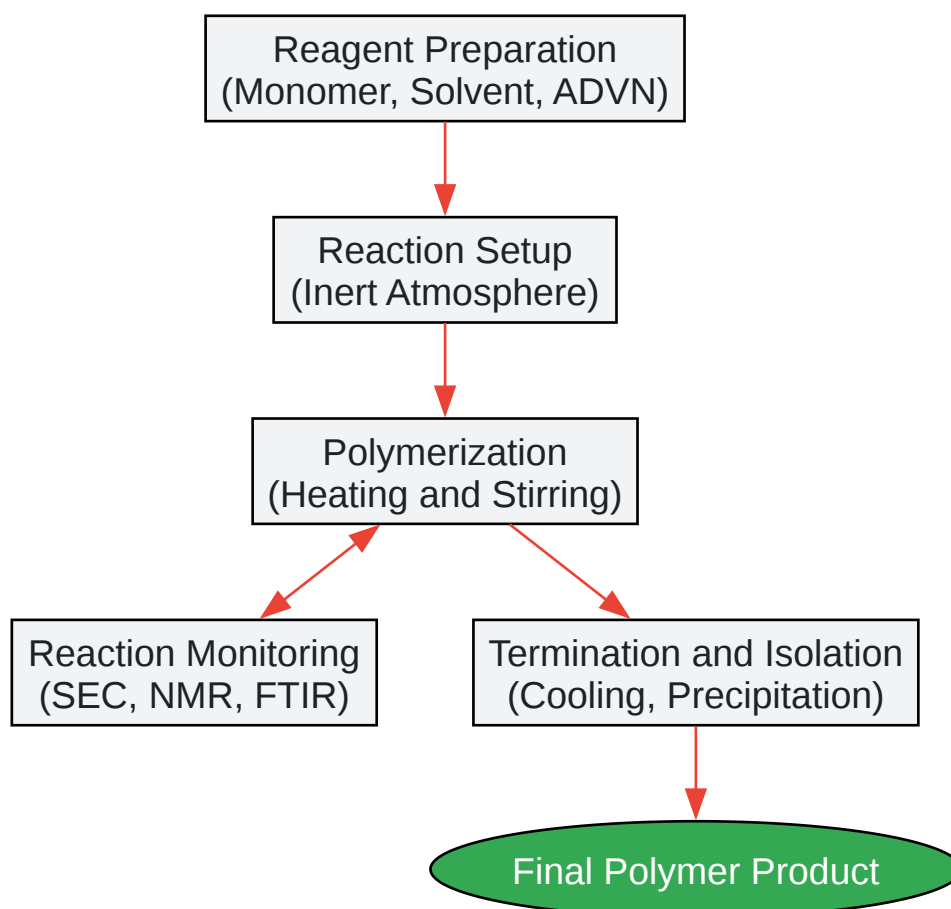 Reagent Preparation
(Monomer, Solvent, ADVN)
Reaction Setup
(Inert Atmosphere)
Polymerization
(Heating and Stirring)
Reaction Monitoring
(SEC, NMR, FTIR)
Termination and Isolation
(Cooling, Precipitation)
Final Polymer Product